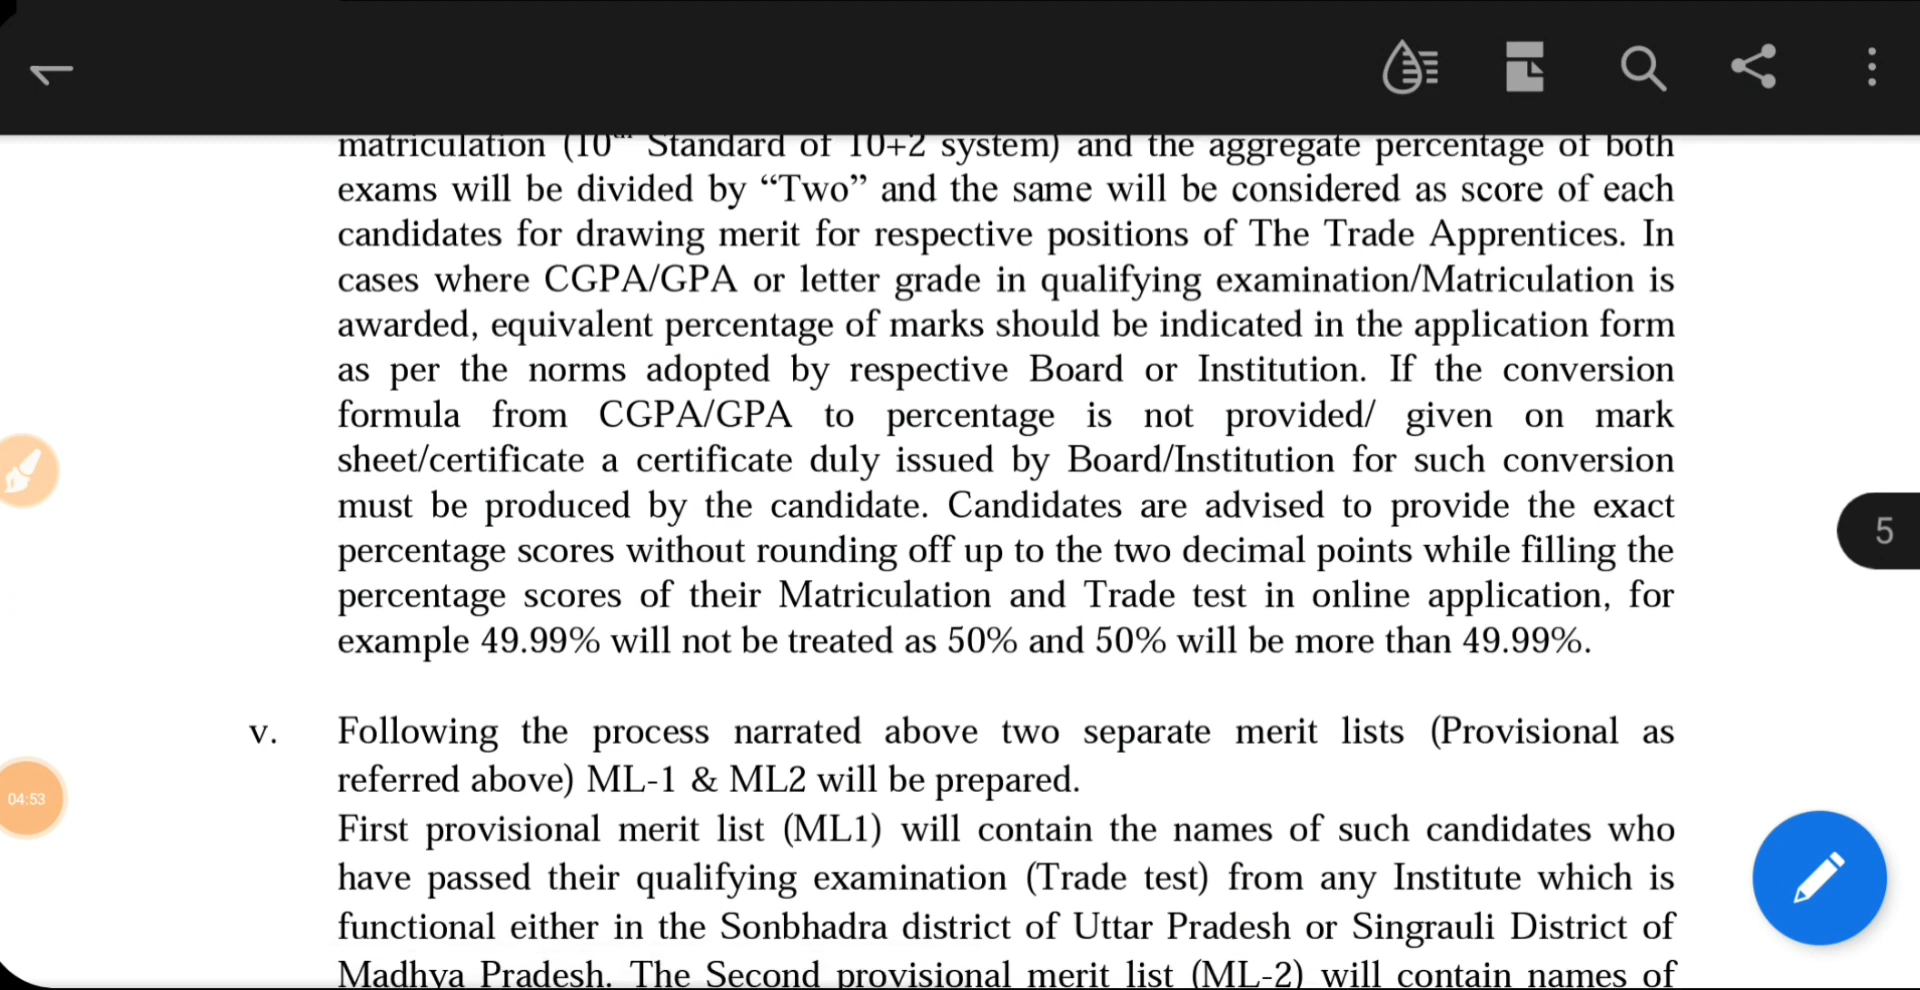 matriculation (10th Standard of 10+2 system) and the aggregate percentage of both
exams will be divided by “Two” and the same will be considered as score of each
candidates for drawing merit for respective positions of The Trade Apprentices. In
cases where CGPA/GPA or letter grade in qualifying examination/Matriculation is
awarded, equivalent percentage of marks should be indicated in the application form
as per the norms adopted by respective Board or Institution. If the conversion
formula from CGPA/GPA to percentage is not provided/ given on mark
sheet/certificate a certificate duly issued by Board/Institution for such conversion
must be produced by the candidate. Candidates are advised to provide the exact
5
percentage scores without rounding off up to the two decimal points while filling the
percentage scores of their Matriculation and Trade test in online application, for
example 49.99% will not be treated as 50% and 50% will be more than 49.99%.
v. Following the process narrated above two separate merit lists (Provisional as
referred above) ML-1 & ML2 will be prepared.
04:53
First provisional merit list (ML1) will contain the names of such candidates who
have passed their qualifying examination (Trade test) from any Institute which is
functional either in the Sonbhadra district of Uttar Pradesh or Singrauli District of
Madhya Pradesh. The Second provisional merit list (ML-2) will contain names of